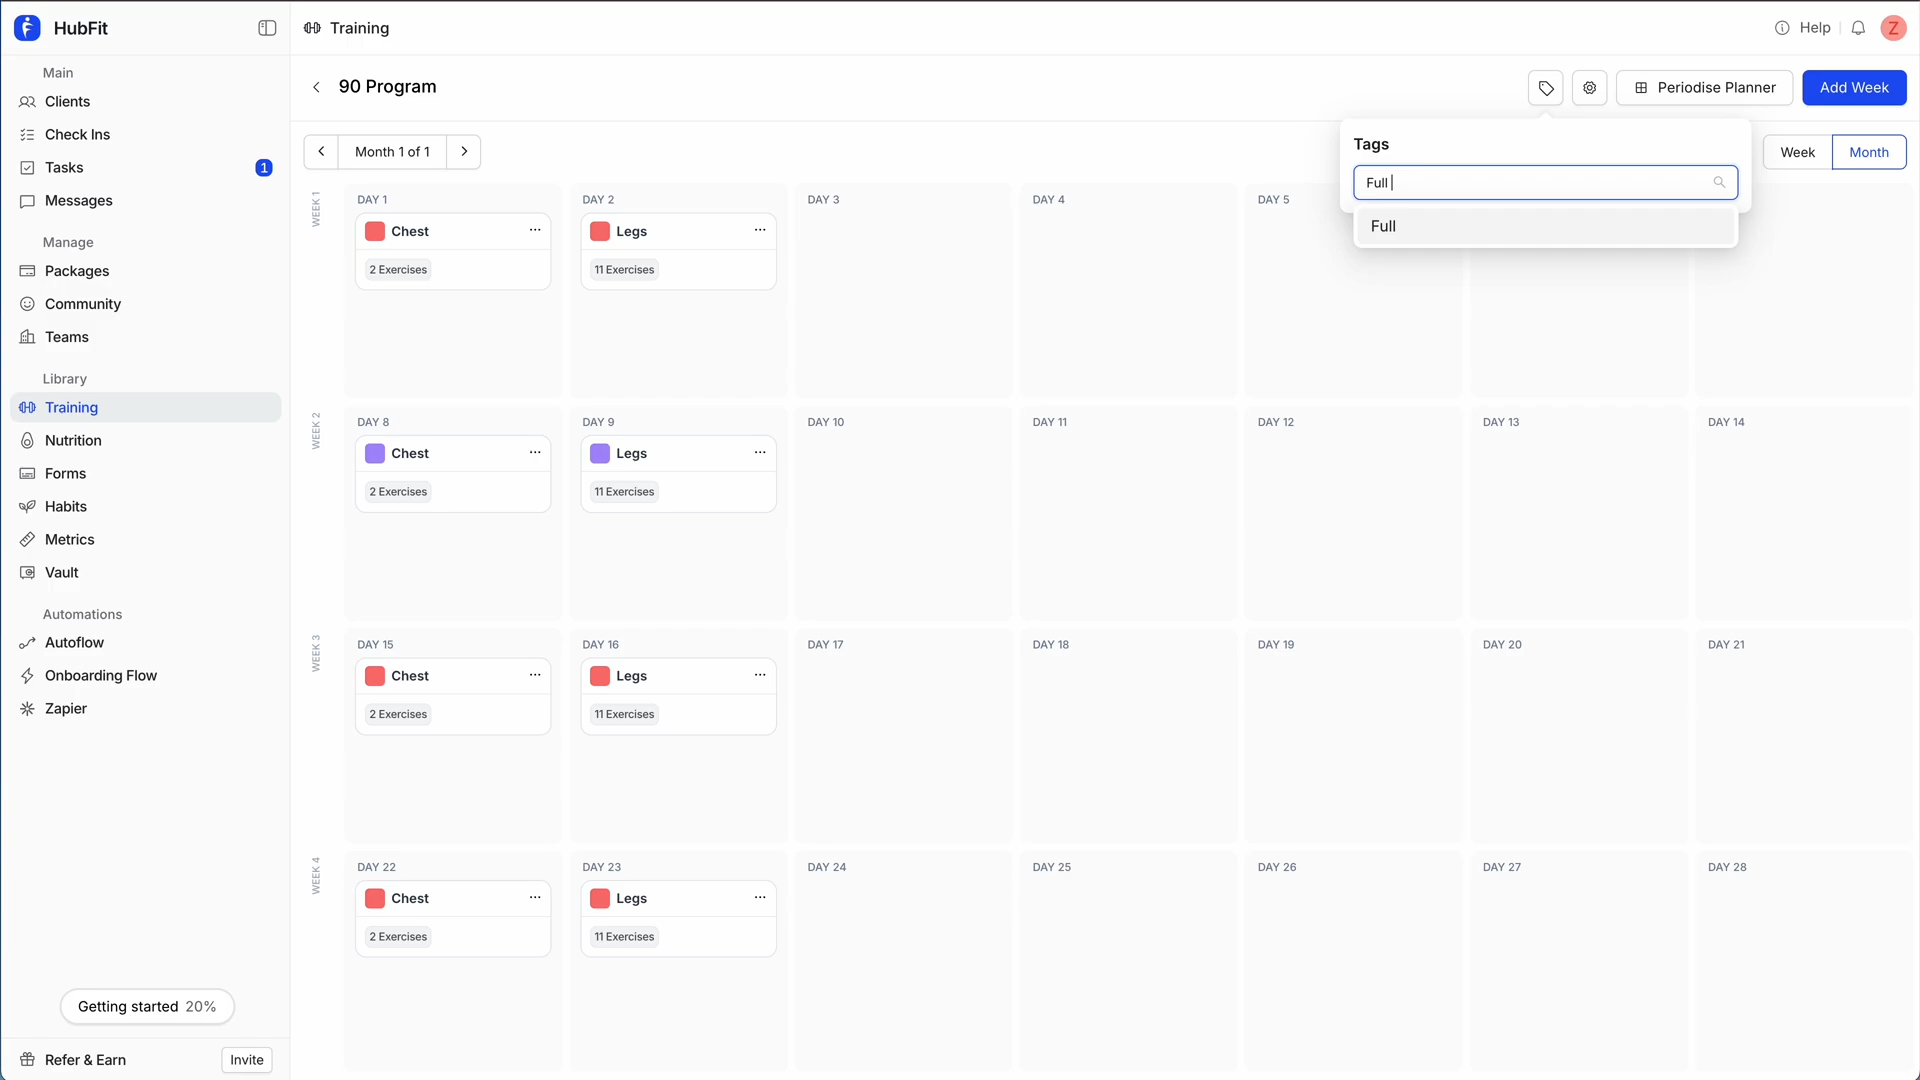 HubFit
Main
Clients
Check Ins
Tasks
1
Messages
Manage
Packages
Community
Teams
Library
Training
Nutrition
Forms
Habits
Metrics
Vault
Automations
Autoflow
Onboarding Flow
Zapier
Getting started 20%
Refer & Earn
Invite
Training
Help
Z
90 Program
Periodise Planner
Add Week
Month 1 of 1
Week
Month
Tags
Full
Full
WEEK 1
DAY 1
DAY 2
DAY 3
DAY 4
DAY 5
Chest
Legs
2 Exercises
11 Exercises
WEEK 2
DAY 8
DAY 9
DAY 10
DAY 11
DAY 12
DAY 13
DAY 14
Chest
Legs
2 Exercises
11 Exercises
WEEK 3
DAY 15
DAY 16
DAY 17
DAY 18
DAY 19
DAY 20
DAY 21
Chest
Legs
2 Exercises
11 Exercises
WEEK 4
DAY 22
DAY 23
DAY 24
DAY 25
DAY 26
DAY 27
DAY 28
Chest
Legs
2 Exercises
11 Exercises